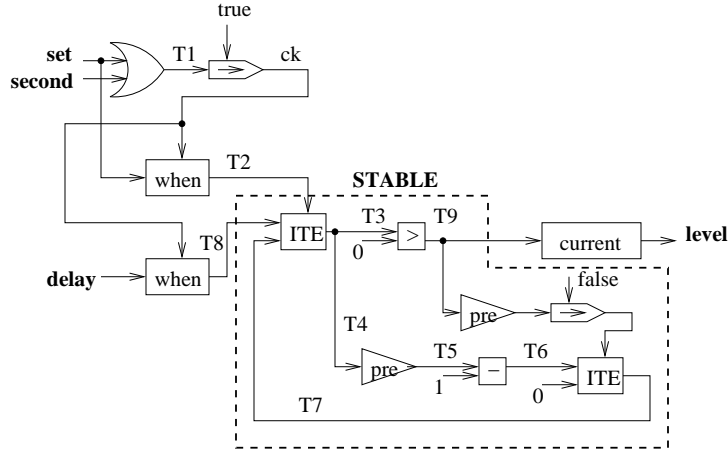 true
set
T1
ck
second
when
T2
STABLE
T8
ITE
T3
T9
0
>
current
level
delay
when
false
pre
T4
pre
T5
1
−
T6
0
ITE
T7